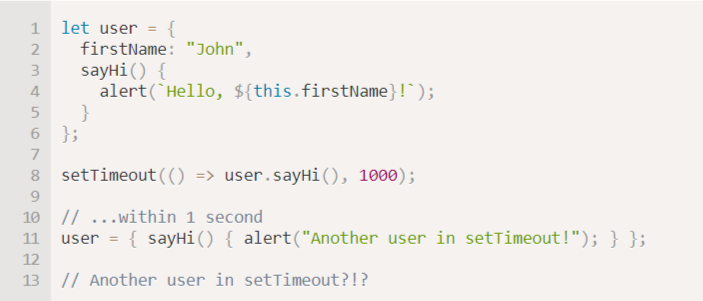 1 let user = {
2   firstName: "John",
3   sayHi() {
4     alert(`Hello, ${this.firstName}!`);
5   }
6 };
7
8 setTimeout(() => user.sayHi(), 1000);
9
10 // ...within 1 second
11 user = { sayHi() { alert("Another user in setTimeout!"); } };
12
13 // Another user in setTimeout?!?